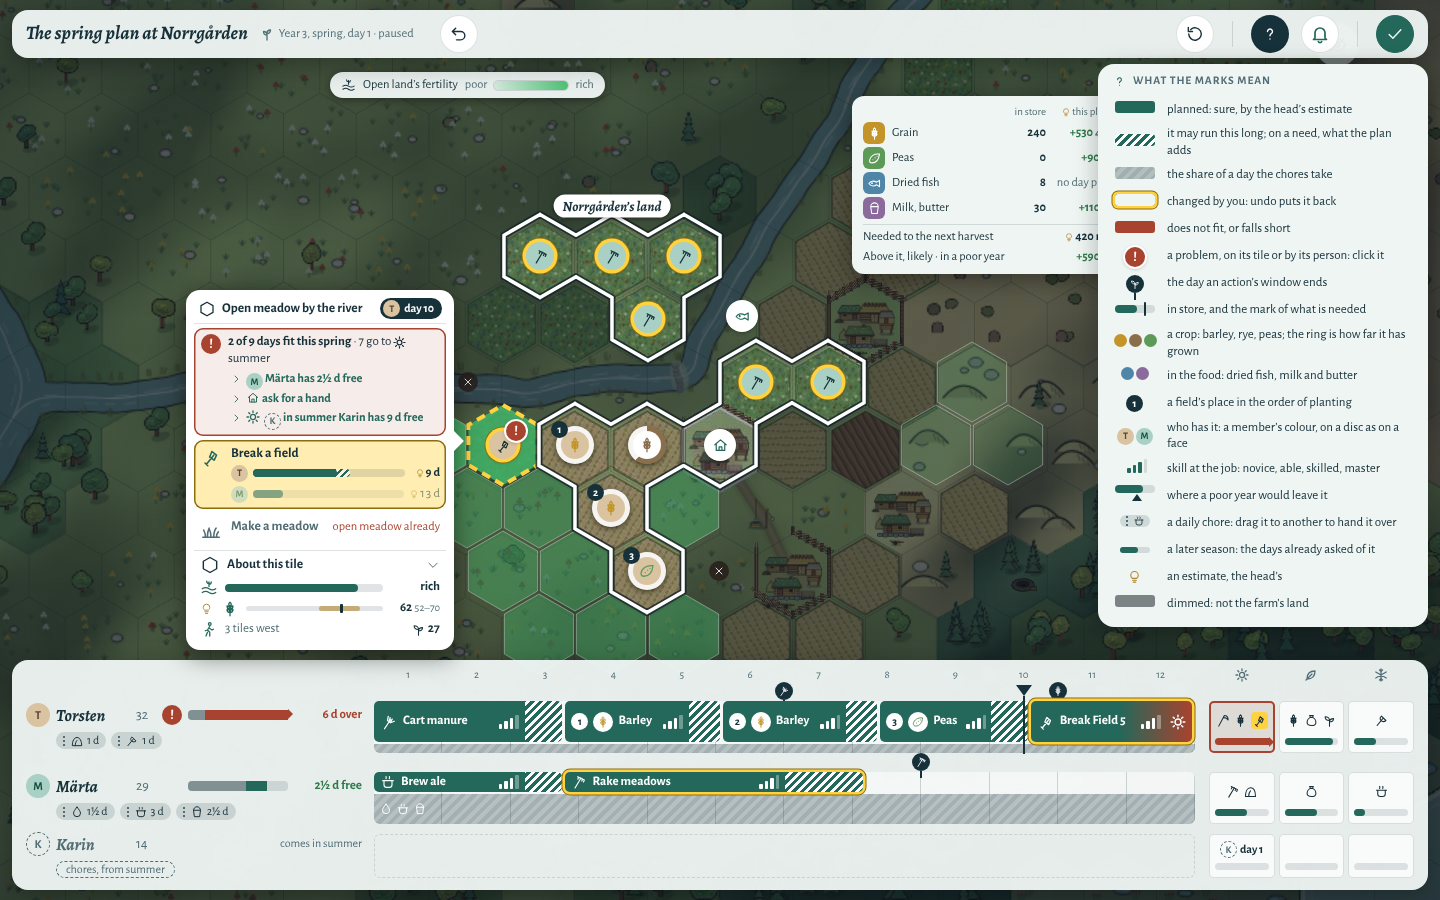 The spring plan at Norrgården
Year 3, spring, day 1 · paused
?
Open land's fertility poor rich
in store this pl
Grain 240 +530 4
Peas 0 +90
Dried fish 8 no day p
Milk, butter 30 +110
Needed to the next harvest 420 r
Above it, likely · in a poor year +590
? WHAT THE MARKS MEAN
planned: sure, by the head's estimate
it may run this long; on a need, what the plan
adds
the share of a day the chores take
changed by you: undo puts it back
does not fit, or falls short
! a problem, on its tile or by its person: click it
the day an action's window ends
in store, and the mark of what is needed
a crop: barley, rye, peas; the ring is how far it has
grown
in the food: dried fish, milk and butter
1 a field's place in the order of planting
T M who has it: a member's colour, on a disc as on a
face
skill at the job: novice, able, skilled, master
where a poor year would leave it
a daily chore: drag it to another to hand it over
a later season: the days already asked of it
an estimate, the head's
dimmed: not the farm's land
Norrgården's land
!
1
2
3
Open meadow by the river T day 10
! 2 of 9 days fit this spring · 7 go to
summer
M Märta has 2½ d free
ask for a hand
K in summer Karin has 9 d free
Break a field
T 9 d
M 13 d
Make a meadow open meadow already
About this tile
rich
62 52–70
3 tiles west 27
1 2 3 4 5 6 7 8 9 10 11 12
T Torsten 32 ! 6 d over
1 d 1 d
Cart manure 1 Barley 2 Barley 3 Peas Break Field 5
M Märta 29 2½ d free
1½ d 3 d 2½ d
Brew ale Rake meadows
K Karin 14 comes in summer
chores, from summer
K day 1